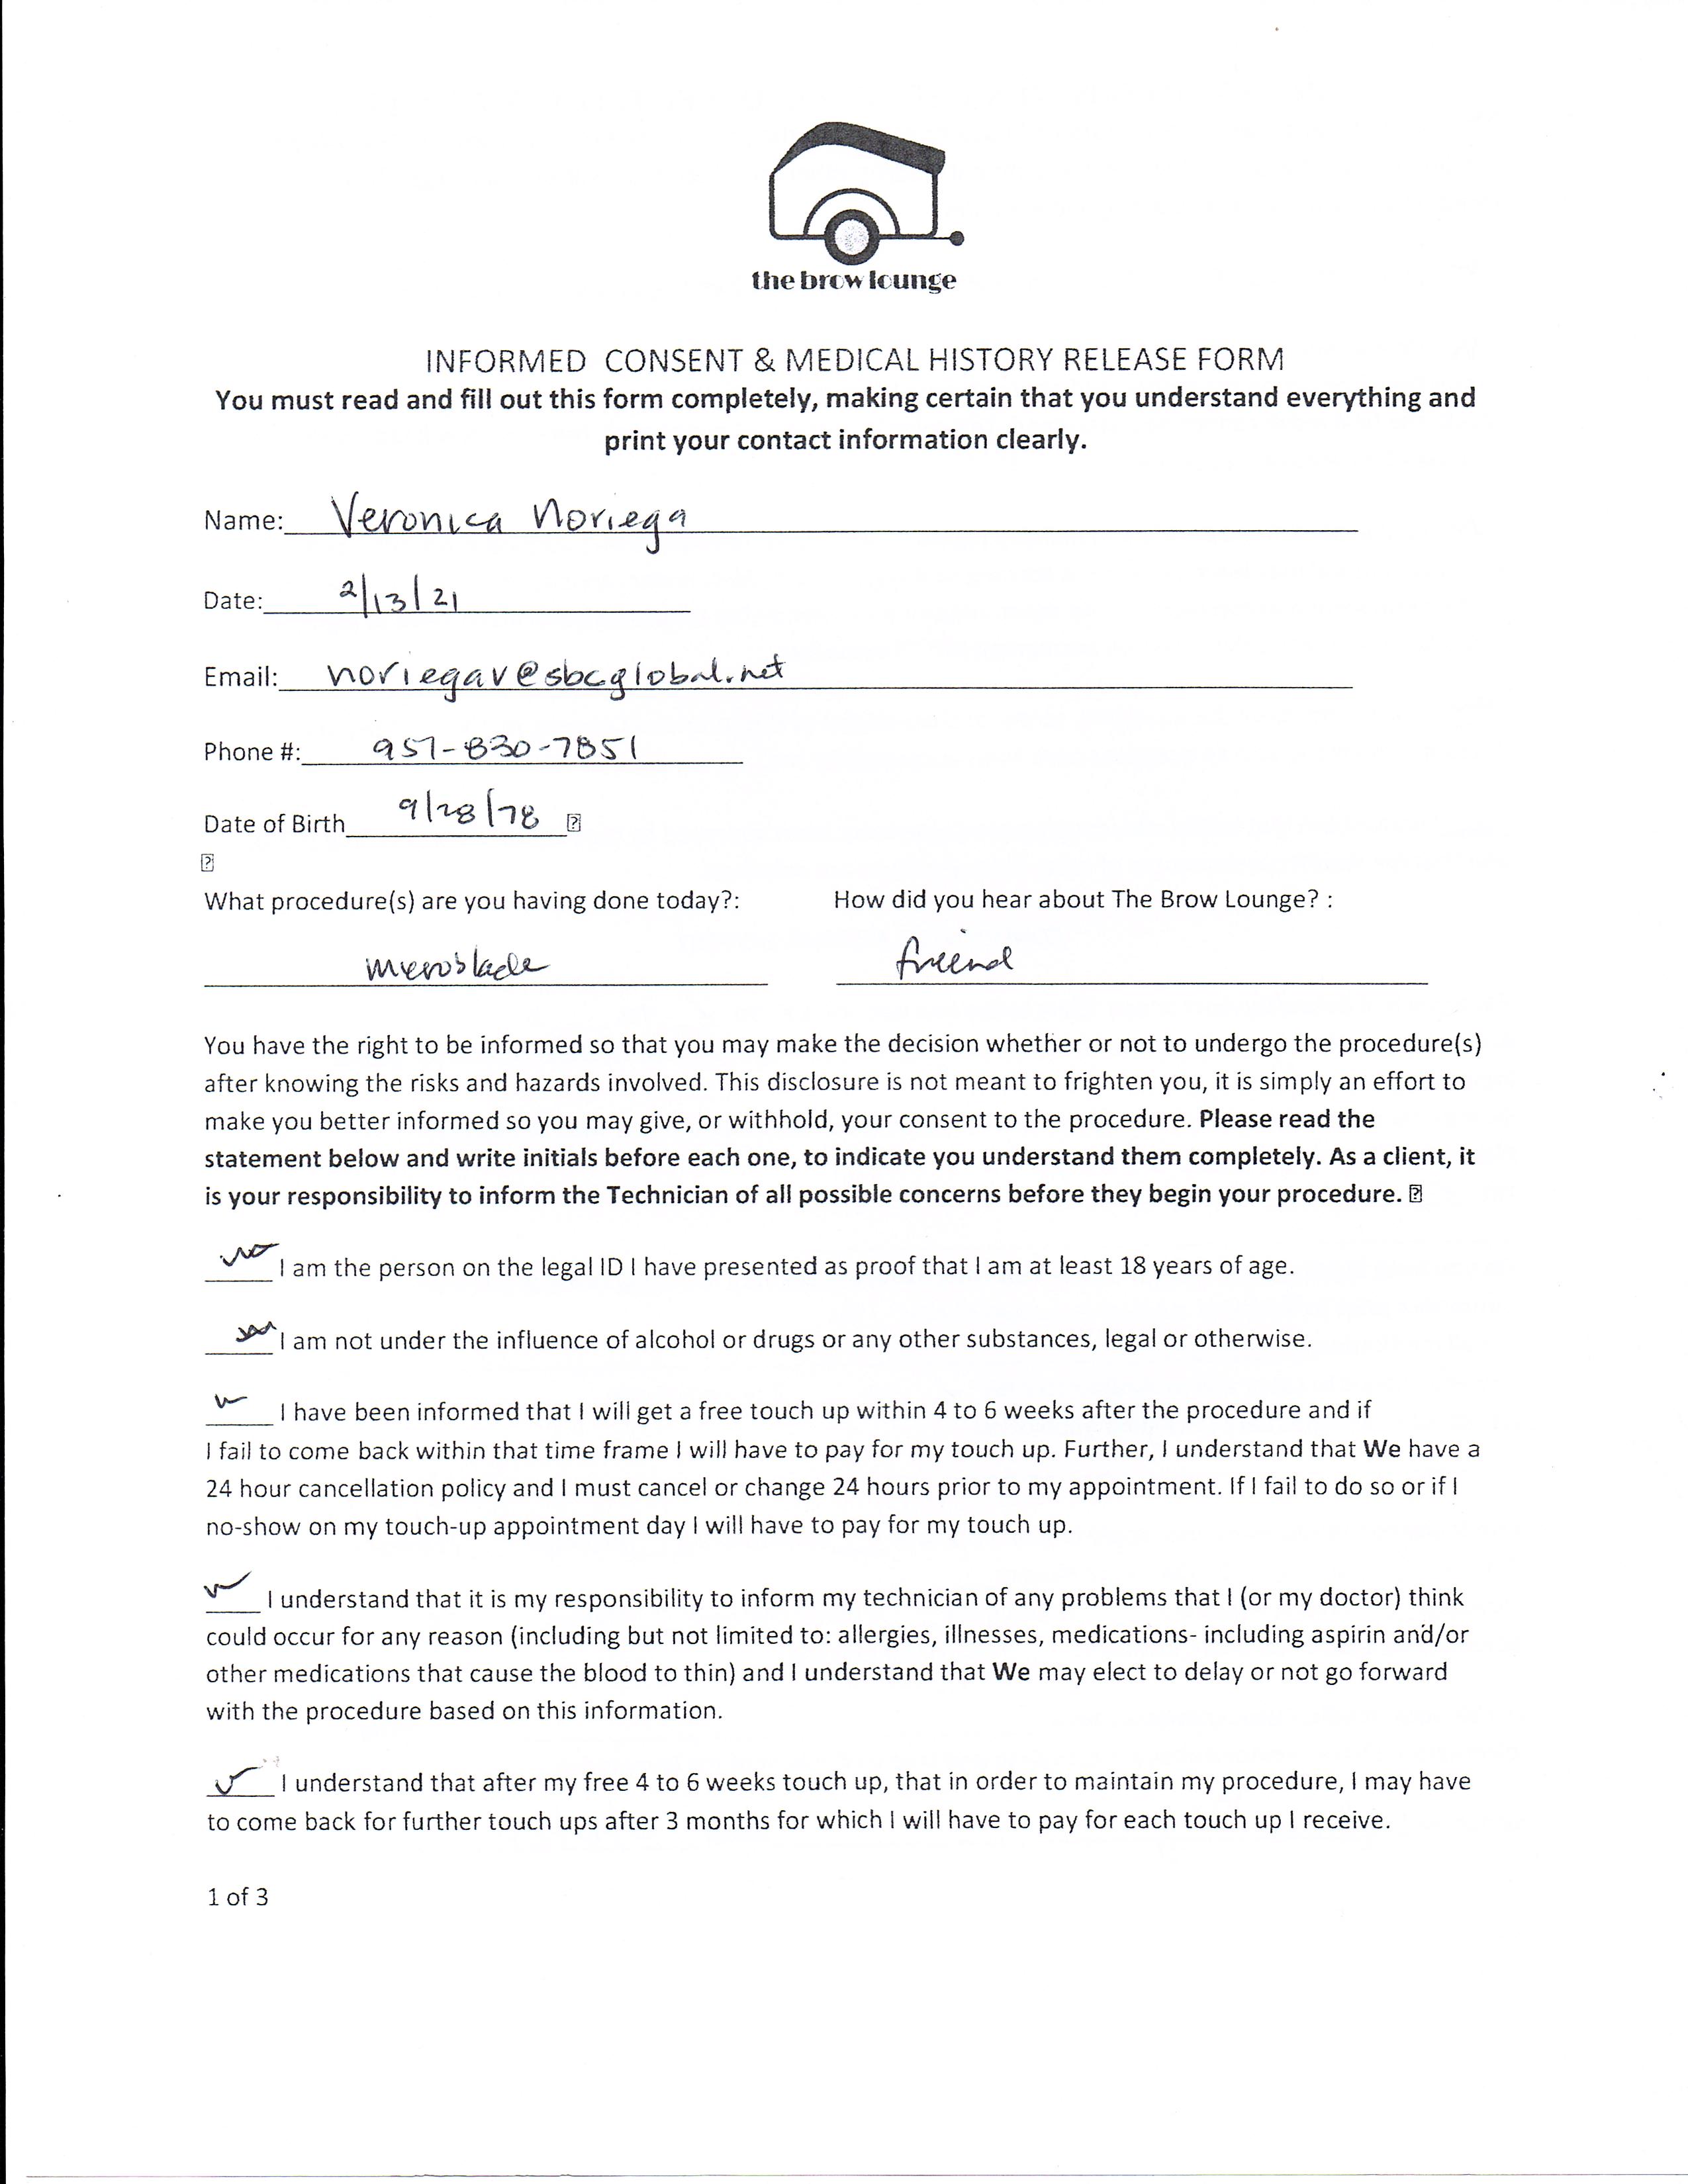 the brow lounge
INFORMED CONSENT & MEDICAL HISTORY RELEASE FORM
You must read and fill out this form completely, making certain that you understand everything and
print your contact information clearly.
Name: Veronica Noriega
Date: 2/13/21
Email: noriegav@sbcglobal.net
Phone #: 951-830-7851
Date of Birth 9/28/78
What procedure(s) are you having done today?: How did you hear about The Brow Lounge? :
microblade friend
You have the right to be informed so that you may make the decision whether or not to undergo the procedure(s)
after knowing the risks and hazards involved. This disclosure is not meant to frighten you, it is simply an effort to
make you better informed so you may give, or withhold, your consent to the procedure. Please read the
statement below and write initials before each one, to indicate you understand them completely. As a client, it
is your responsibility to inform the Technician of all possible concerns before they begin your procedure.
I am the person on the legal ID I have presented as proof that I am at least 18 years of age.
I am not under the influence of alcohol or drugs or any other substances, legal or otherwise.
I have been informed that I will get a free touch up within 4 to 6 weeks after the procedure and if
I fail to come back within that time frame I will have to pay for my touch up. Further, I understand that We have a
24 hour cancellation policy and I must cancel or change 24 hours prior to my appointment. If I fail to do so or if I
no-show on my touch-up appointment day I will have to pay for my touch up.
I understand that it is my responsibility to inform my technician of any problems that I (or my doctor) think
could occur for any reason (including but not limited to: allergies, illnesses, medications- including aspirin and/or
other medications that cause the blood to thin) and I understand that We may elect to delay or not go forward
with the procedure based on this information.
I understand that after my free 4 to 6 weeks touch up, that in order to maintain my procedure, I may have
to come back for further touch ups after 3 months for which I will have to pay for each touch up I receive.
1 of 3